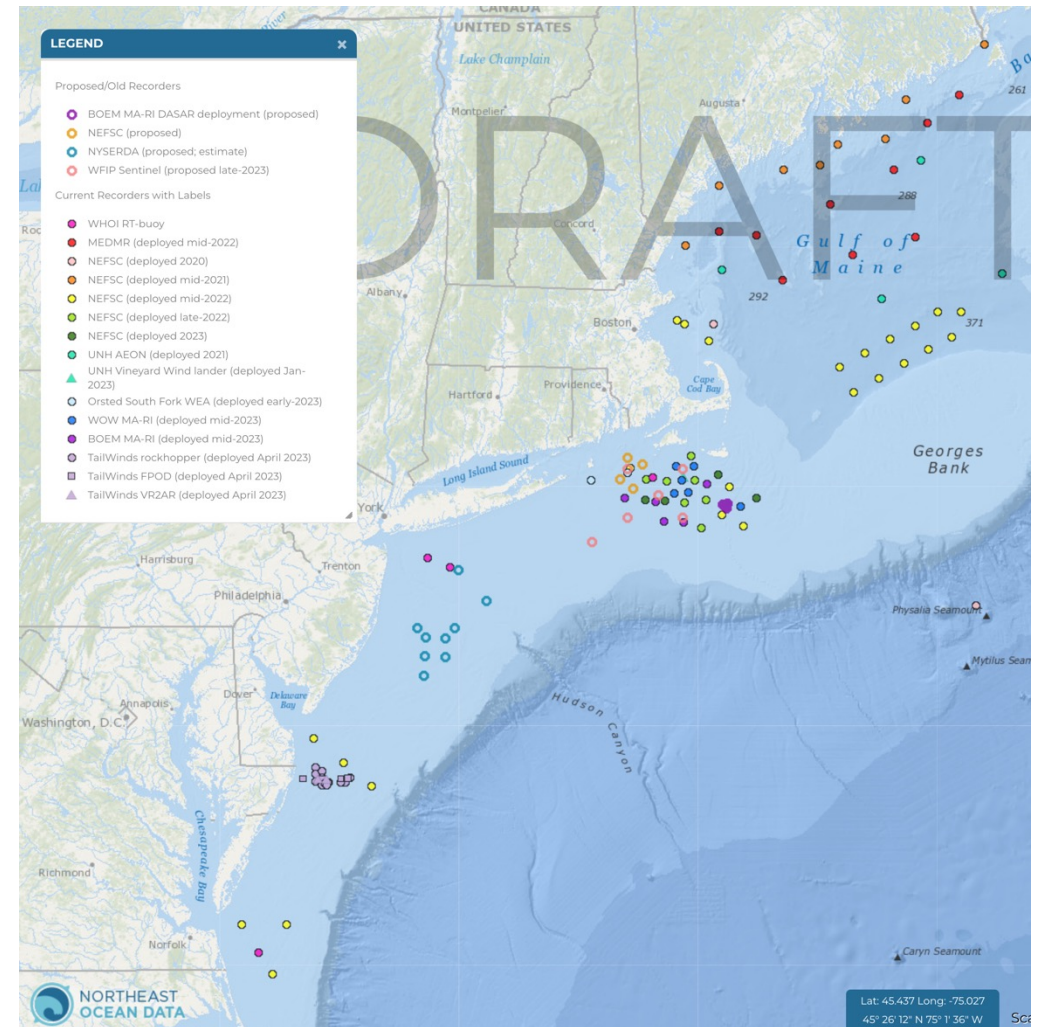 CANADA
UNITED STATES
Lake Champlain
Montpelier
Augusta
261
DRAFT
288
Concord
Gulf of
Maine
292
Albany
Boston
371
Providence
Hartford
Cape
Cod Bay
Georges
Bank
Long Island Sound
York
Harrisburg
Trenton
Philadelphia
Physalia Seamount
Mytilus Seam
Dover
Delaware
Bay
Annapolis
Washington, D.C.
Hudson Canyon
Chesapeake Bay
Richmond
Norfolk
Caryn Seamount
LEGEND
×
Proposed/Old Recorders
BOEM MA-RI DASAR deployment (proposed)
NEFSC (proposed)
NYSERDA (proposed; estimate)
WFIP Sentinel (proposed late-2023)
Current Recorders with Labels
WHOI RT-buoy
MEDMR (deployed mid-2022)
NEFSC (deployed 2020)
NEFSC (deployed mid-2021)
NEFSC (deployed mid-2022)
NEFSC (deployed late-2022)
NEFSC (deployed 2023)
UNH AEON (deployed 2021)
UNH Vineyard Wind lander (deployed Jan-
2023)
Orsted South Fork WEA (deployed early-2023)
WOW MA-RI (deployed mid-2023)
BOEM MA-RI (deployed mid-2023)
TailWinds rockhopper (deployed April 2023)
TailWinds FPOD (deployed April 2023)
TailWinds VR2AR (deployed April 2023)
NORTHEAST
OCEAN DATA
Lat: 45.437 Long: -75.027
45° 26' 12" N 75° 1' 36" W
Sca